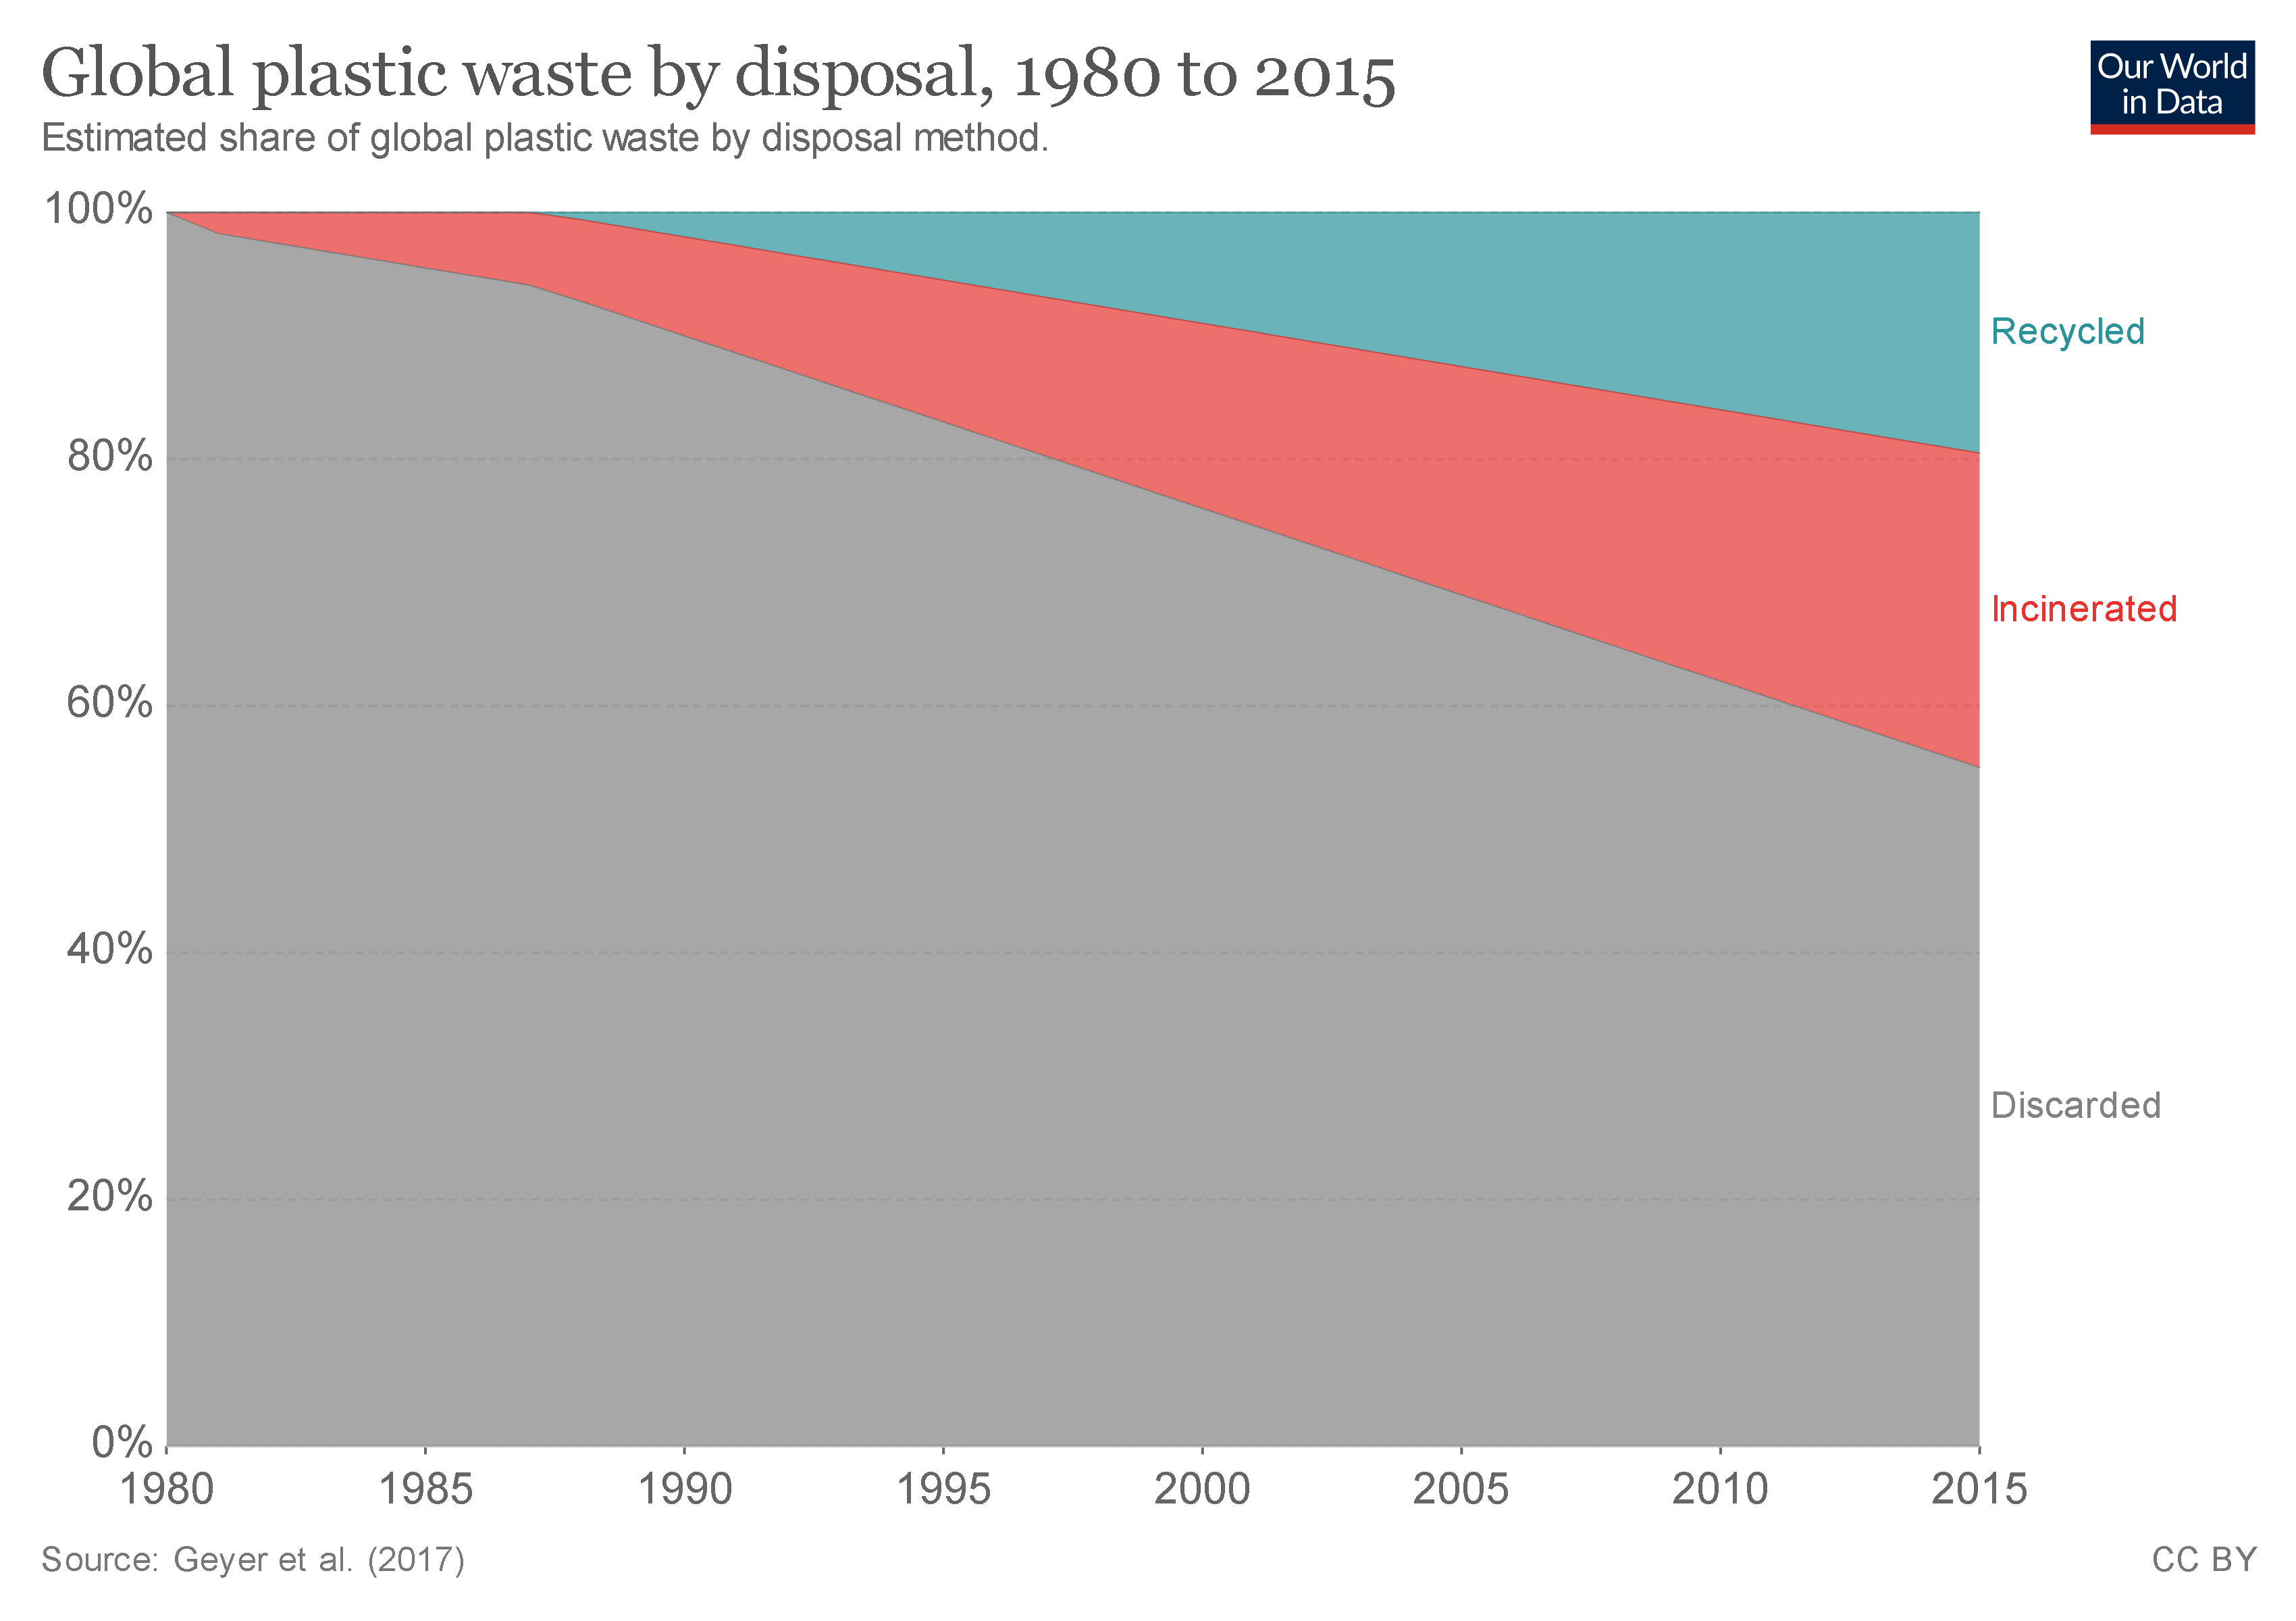 Global plastic waste by disposal, 1980 to 2015
Estimated share of global plastic waste by disposal method.
Our World
in Data
100%
80%
60%
40%
20%
0%
Recycled
Incinerated
Discarded
1980 1985 1990 1995 2000 2005 2010 2015
Source: Geyer et al. (2017)
CC BY